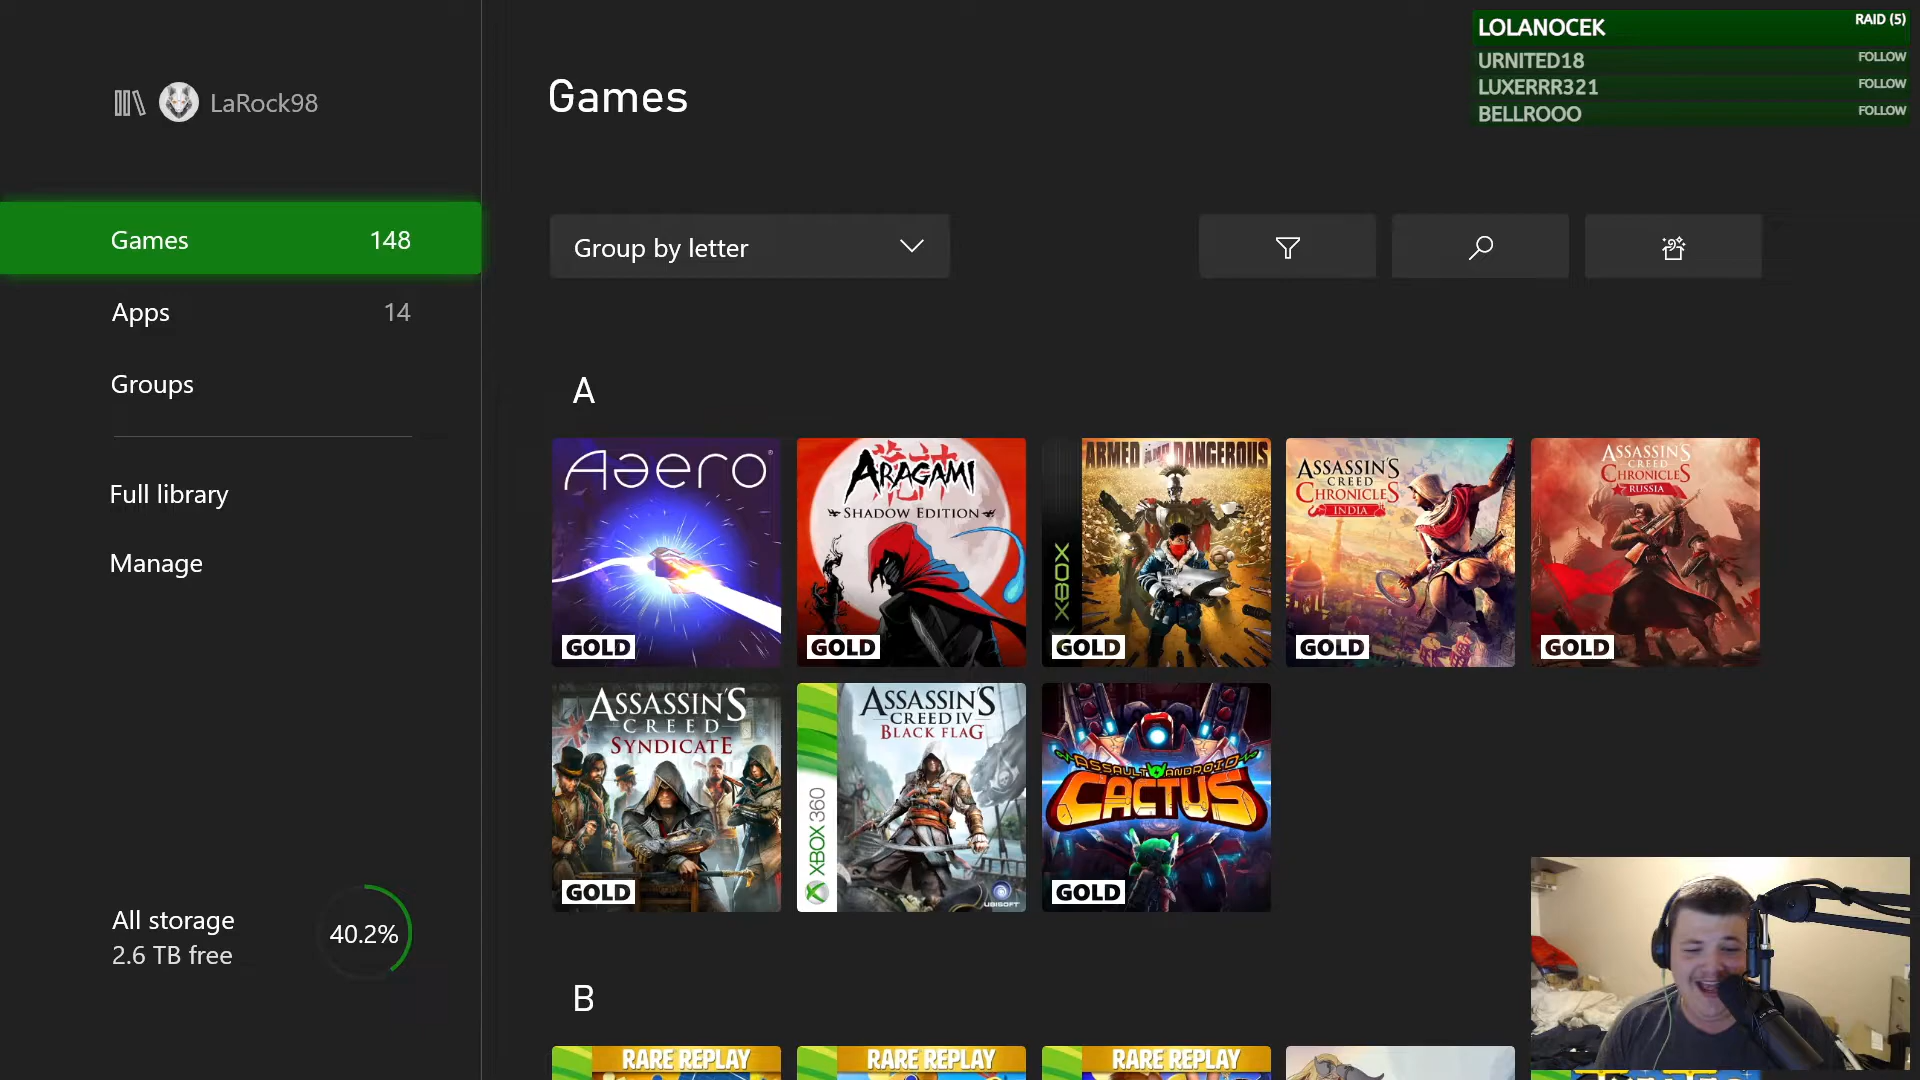 LaRock98
Games 148
Apps 14
Groups
Full library
Manage
All storage
2.6 TB free
40.2%
Games
LOLANOCEK RAID (5)
URNITED18 FOLLOW
LUXERRR321 FOLLOW
BELLROOO FOLLOW
Group by letter
A
Aaero
GOLD
ARAGAMI
SHADOW EDITION
GOLD
ARMED AND DANGEROUS
XBOX
GOLD
ASSASSIN'S
CREED
CHRONICLES
INDIA
GOLD
ASSASSIN'S
CREED
CHRONICLES
RUSSIA
GOLD
ASSASSIN'S
CREED
SYNDICATE
GOLD
ASSASSIN'S
CREED IV
BLACK FLAG
XBOX 360
UBISOFT
ASSAULT ANDROID
CACTUS
GOLD
B
RARE REPLAY
RARE REPLAY
RARE REPLAY